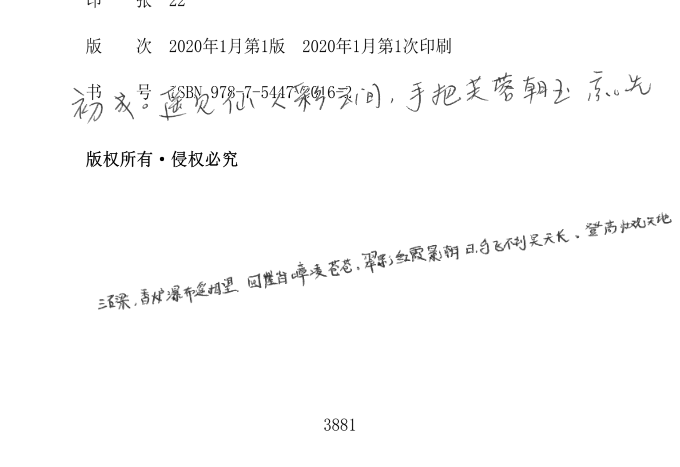 印 张 22
版 次 2020年1月第1版 2020年1月第1次印刷
书 号 ISBN 978-7-5447-
初成。遥见仙人彩云间，手把芙蓉朝玉京。先
版权所有·侵权必究
三石梁，香炉瀑布遥相望 回崖沓嶂凌苍苍。翠影红霞映朝日鸟飞不到吴天长、登高壮观天地
3881